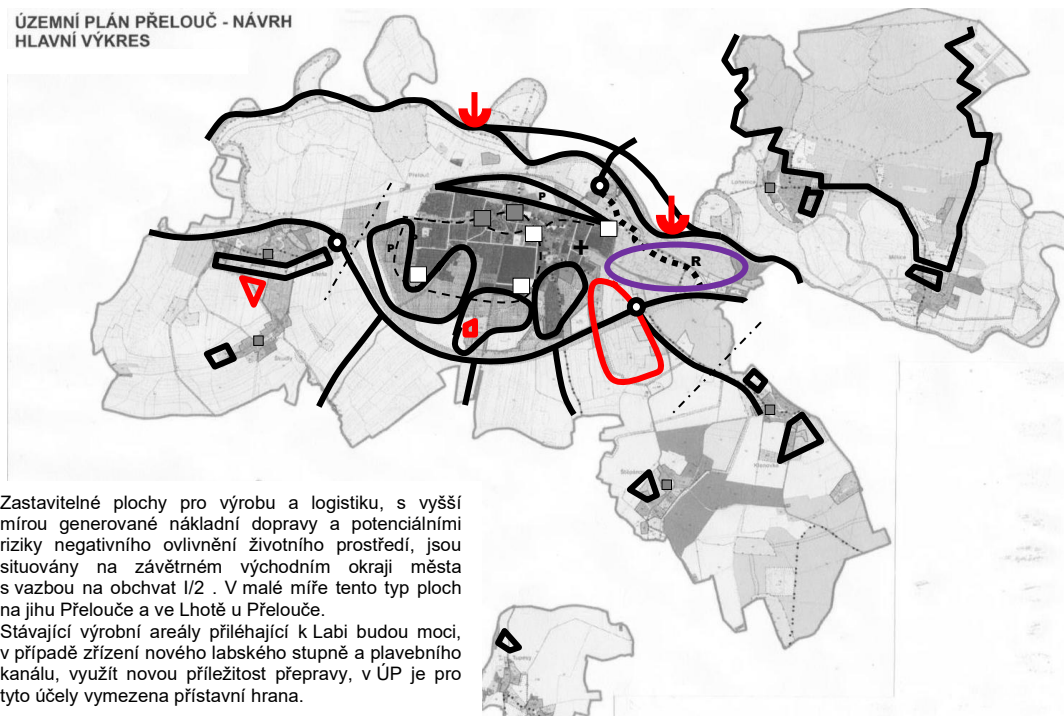 ÚZEMNÍ PLÁN PŘELOUČ - NÁVRH
HLAVNÍ VÝKRES
Přelouč
P
P
R
Zastavitelné plochy pro výrobu a logistiku, s vyšší
mírou generované nákladní dopravy a potenciálními
riziky negativního ovlivnění životního prostředí, jsou
situovány na závětrném východním okraji města
s vazbou na obchvat I/2 . V malé míře tento typ ploch
na jihu Přelouče a ve Lhotě u Přelouče.
Stávající výrobní areály přiléhající k Labi budou moci,
v případě zřízení nového labského stupně a plavebního
kanálu, využít novou příležitost přepravy, v ÚP je pro
tyto účely vymezena přístavní hrana.